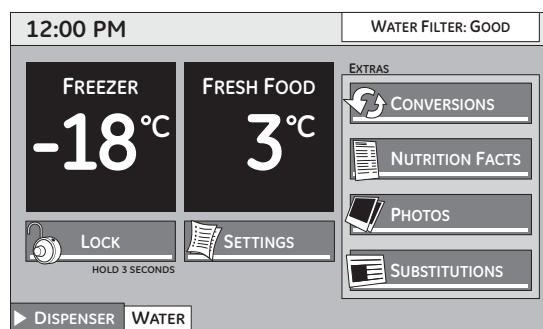 12:00 PM
WATER FILTER: GOOD
EXTRAS
FREEZER
-18°C
FRESH FOOD
3°C
CONVERSIONS
NUTRITION FACTS
PHOTOS
SUBSTITUTIONS
LOCK
HOLD 3 SECONDS
SETTINGS
DISPENSER
WATER